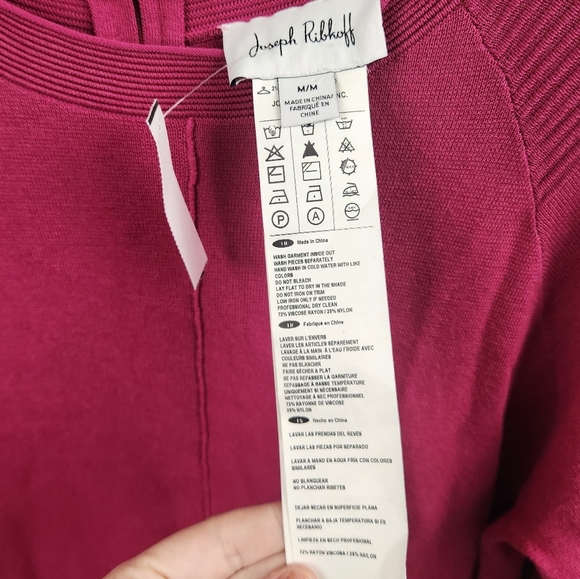 Joseph Ribkoff
M/M
MADE IN CHINA/
FABRIQUÉ EN
CHINE
NC.
P
A
EN Made in China
WASH GARMENT INSIDE OUT
WASH PIECES SEPARATELY
HAND WASH IN COLD WATER WITH LIKE
COLORS
DO NOT BLEACH
LAY FLAT TO DRY IN THE SHADE
DO NOT IRON ON TRIM
LOW IRON ONLY IF NEEDED
PROFESSIONAL DRY CLEAN
72% VISCOSE RAYON / 28% NYLON
Fabriqué en China
LAVER SUR L'ENVERS
LAVER LES ARTICLES SÉPARÉMENT
LAVAGE À LA MAIN À L'EAU FROIDE AVEC
COULEURS SIMILAIRES
NE PAS BLANCHIR
FAIRE SÉCHER À PLAT
NE PAS REPASSER LA GARNITURE
REPASSAGE À BASSE TEMPÉRATURE
UNIQUEMENT SI NÉCESSAIRE
NETTOYAGE À SEC PROFESSIONNEL
72% RAYONNE DE VISCOSE
28% NYLON
ES Hecho en China
LAVAR LAS PRENDAS DEL REVÉS
LAVAR LAS PIEZAS POR SEPARADO
LAVAR A MANO EN AGUA FRÍA CON COLORES
SIMILARES
NO BLANQUEAR
NO PLANCHAR RIBETES
DEJAR SECAR EN SUPERFICIE PLANA
PLANCHAR A BAJA TEMPERATURA SI ES
NECESARIO
LIMPIEZA EN SECO PROFESIONAL
72% RAYÓN VISCOSA / 28% NYLON